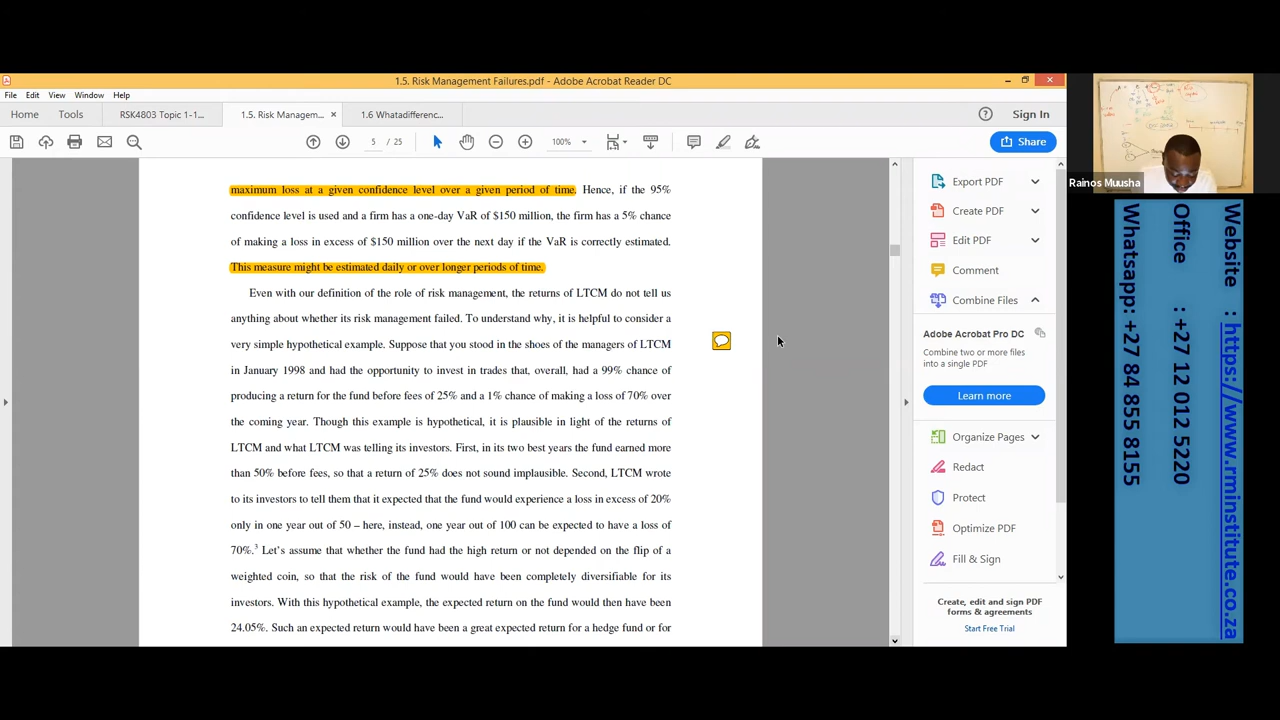 1.5. Risk Management Failures.pdf - Adobe Acrobat Reader DC
File Edit View Window Help
Home Tools RSK4803 Topic 1-1... 1.5. Risk Managem... × 1.6 Whatadifferenc... Sign In
5 / 25 100% Share
maximum loss at a given confidence level over a given period of time. Hence, if the 95%
confidence level is used and a firm has a one-day VaR of $150 million, the firm has a 5% chance
of making a loss in excess of $150 million over the next day if the VaR is correctly estimated.
This measure might be estimated daily or over longer periods of time.
Even with our definition of the role of risk management, the returns of LTCM do not tell us
anything about whether its risk management failed. To understand why, it is helpful to consider a
very simple hypothetical example. Suppose that you stood in the shoes of the managers of LTCM
in January 1998 and had the opportunity to invest in trades that, overall, had a 99% chance of
producing a return for the fund before fees of 25% and a 1% chance of making a loss of 70% over
the coming year. Though this example is hypothetical, it is plausible in light of the returns of
LTCM and what LTCM was telling its investors. First, in its two best years the fund earned more
than 50% before fees, so that a return of 25% does not sound implausible. Second, LTCM wrote
to its investors to tell them that it expected that the fund would experience a loss in excess of 20%
only in one year out of 50 – here, instead, one year out of 100 can be expected to have a loss of
70%.3 Let's assume that whether the fund had the high return or not depended on the flip of a
weighted coin, so that the risk of the fund would have been completely diversifiable for its
investors. With this hypothetical example, the expected return on the fund would then have been
24.05%. Such an expected return would have been a great expected return for a hedge fund or for
Export PDF
Create PDF
Edit PDF
Comment
Combine Files
Adobe Acrobat Pro DC
Combine two or more files
into a single PDF
Learn more
Organize Pages
Redact
Protect
Optimize PDF
Fill & Sign
Create, edit and sign PDF
forms & agreements
Start Free Trial
Rainos Muusha
Website : https://www.rminstitute.co.za
Office : +27 12 012 5220
Whatsapp: +27 84 855 8155